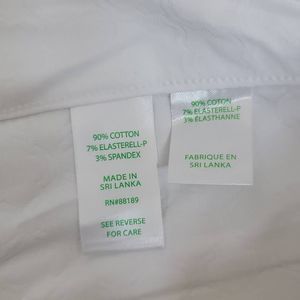 90% COTTON
7% ELASTERELL-P
3% SPANDEX
MADE IN
SRI LANKA
RN#88189
SEE REVERSE
FOR CARE
90% COTTON
7% ELASTERELL-P
3% ELASTHANNE
FABRIQUE EN
SRI LANKA